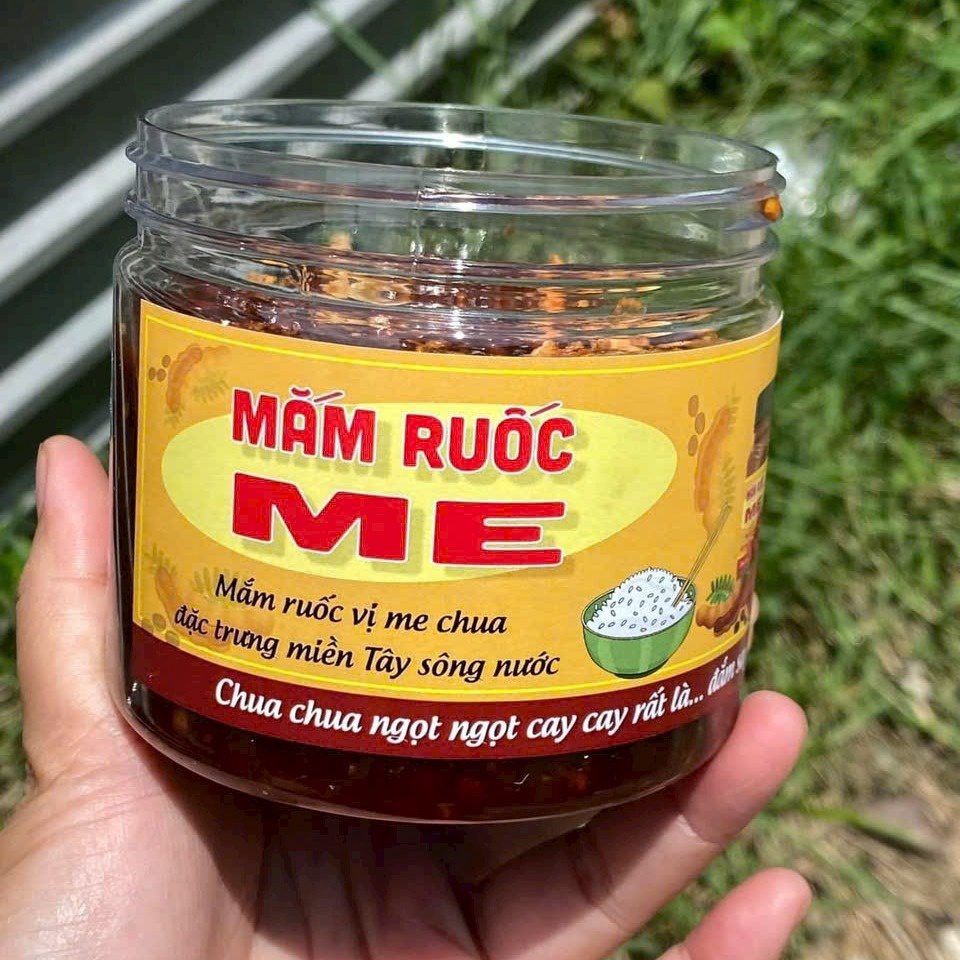 MẮM RUỐC
ME
Mắm ruốc vị me chua
đặc trưng miền Tây sông nước
Chua chua ngọt ngọt cay cay rất là... đắm